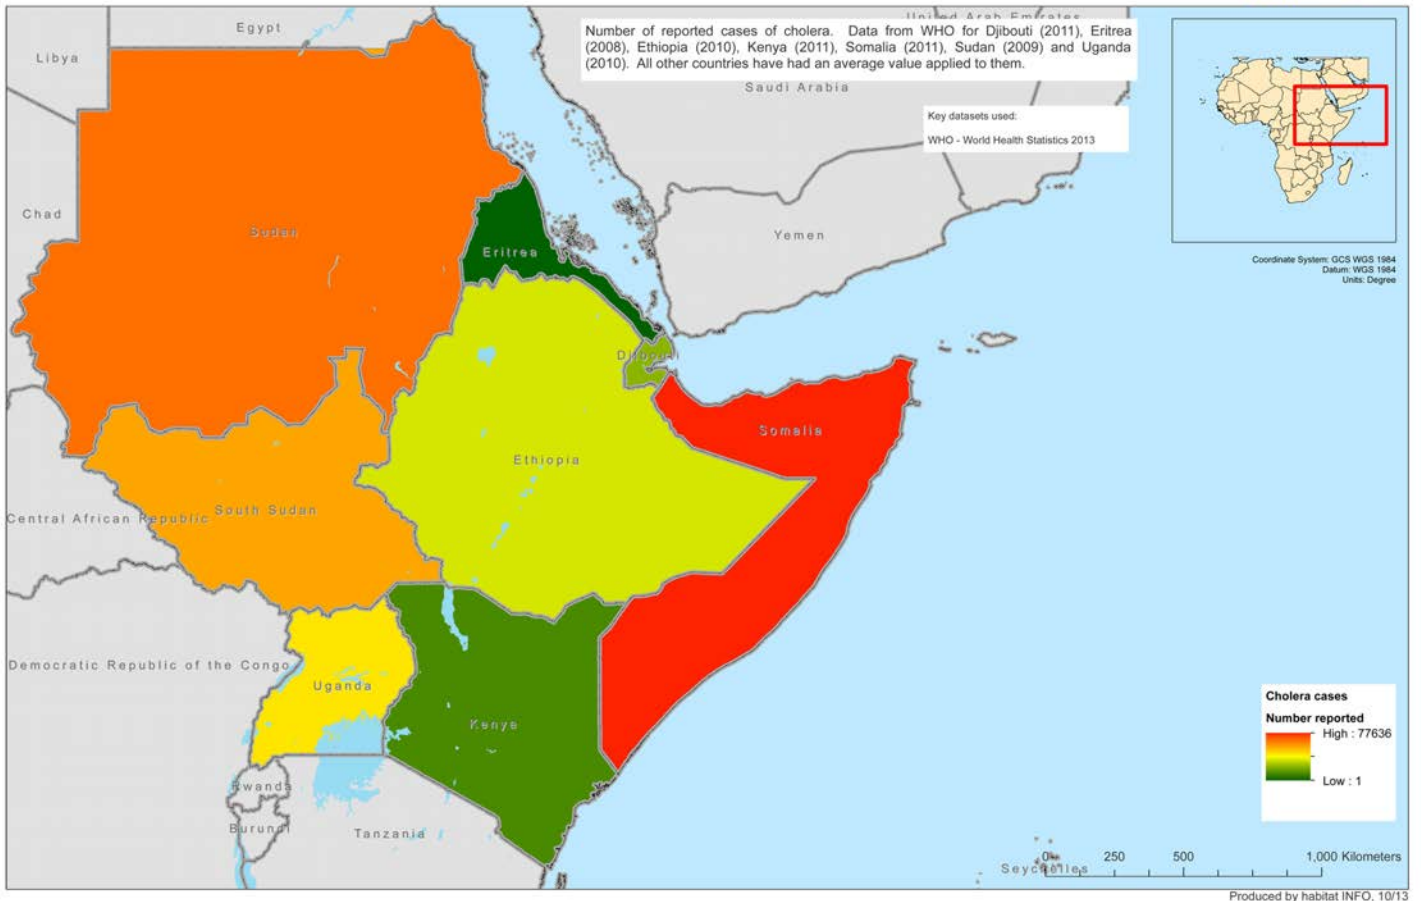 Egypt
United Arab Emirates
Number of reported cases of cholera. Data from WHO for Djibouti (2011), Eritrea
(2008), Ethiopia (2010), Kenya (2011), Somalia (2011), Sudan (2009) and Uganda
(2010). All other countries have had an average value applied to them.
Libya
Saudi Arabia
Key datasets used:
WHO - World Health Statistics 2013
Chad
Sudan
Eritrea
Yemen
Coordinate System: GCS WGS 1984
Datum: WGS 1984
Units: Degree
Djibouti
Somalia
Ethiopia
South Sudan
Central African Republic
Democratic Republic of the Congo
Uganda
Kenya
Cholera cases
Number reported
High : 77636
Low : 1
Rwanda
Burundi
Tanzania
Seychelles
0 250 500 1,000 Kilometers
Produced by habitat INFO, 10/13